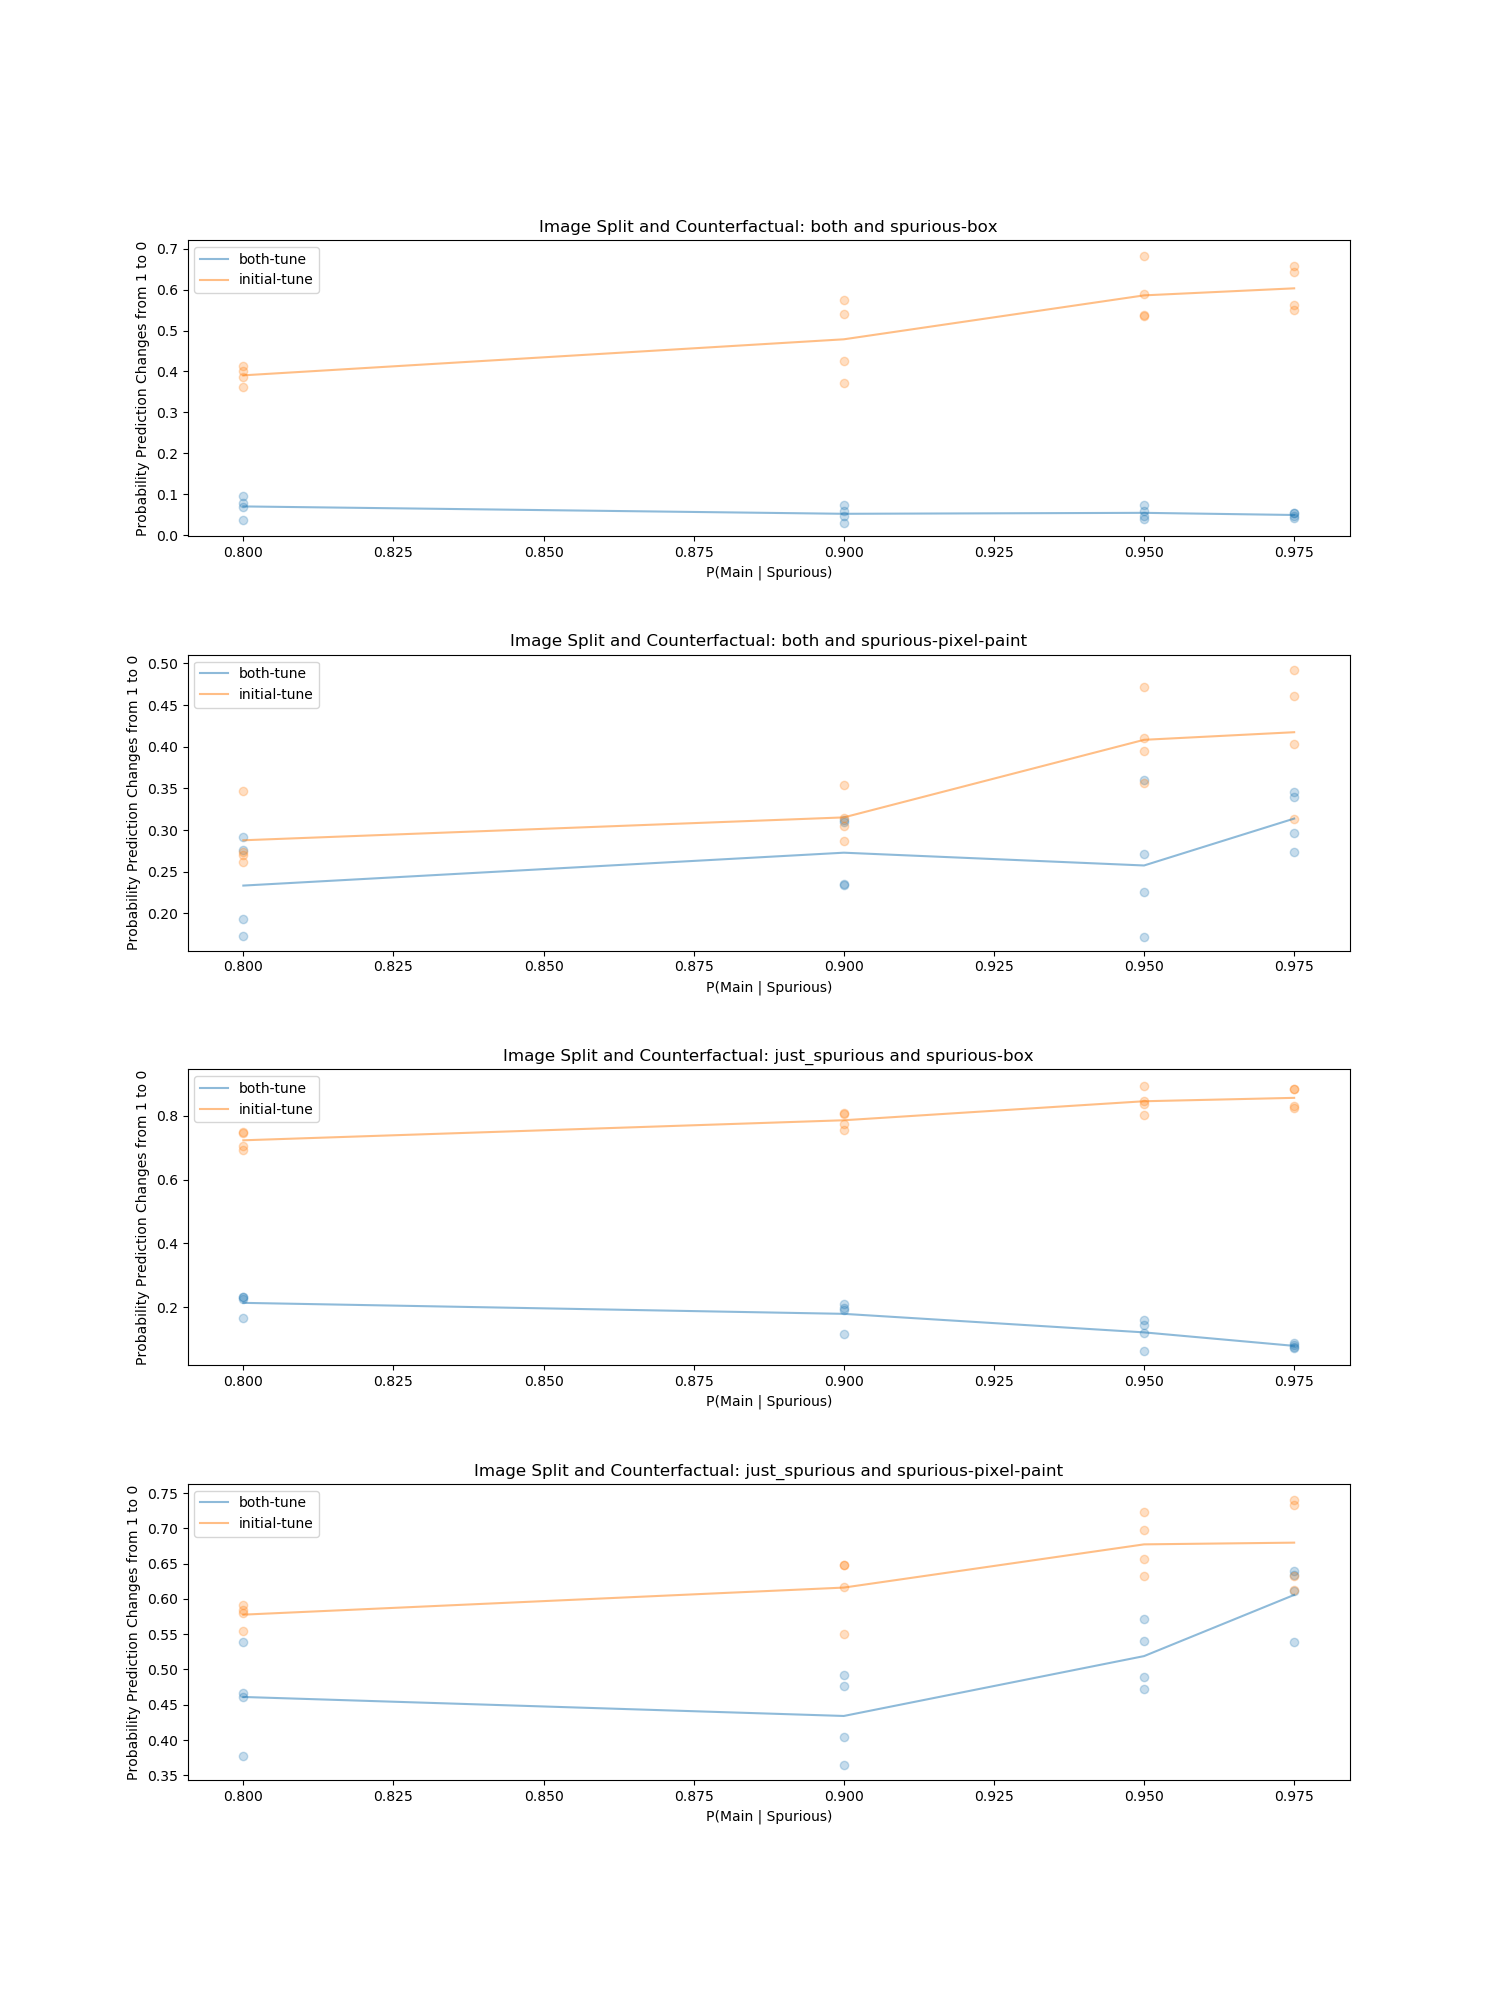 Image Split and Counterfactual: both and spurious-box
Probability Prediction Changes from 1 to 0
both-tune
initial-tune
0.7
0.6
0.5
0.4
0.3
0.2
0.1
0.0
0.800 0.825 0.850 0.875 0.900 0.925 0.950 0.975
P(Main | Spurious)
Image Split and Counterfactual: both and spurious-pixel-paint
Probability Prediction Changes from 1 to 0
both-tune
initial-tune
0.50
0.45
0.40
0.35
0.30
0.25
0.20
0.800 0.825 0.850 0.875 0.900 0.925 0.950 0.975
P(Main | Spurious)
Image Split and Counterfactual: just_spurious and spurious-box
Probability Prediction Changes from 1 to 0
both-tune
initial-tune
0.8
0.6
0.4
0.2
0.800 0.825 0.850 0.875 0.900 0.925 0.950 0.975
P(Main | Spurious)
Image Split and Counterfactual: just_spurious and spurious-pixel-paint
Probability Prediction Changes from 1 to 0
both-tune
initial-tune
0.75
0.70
0.65
0.60
0.55
0.50
0.45
0.40
0.35
0.800 0.825 0.850 0.875 0.900 0.925 0.950 0.975
P(Main | Spurious)